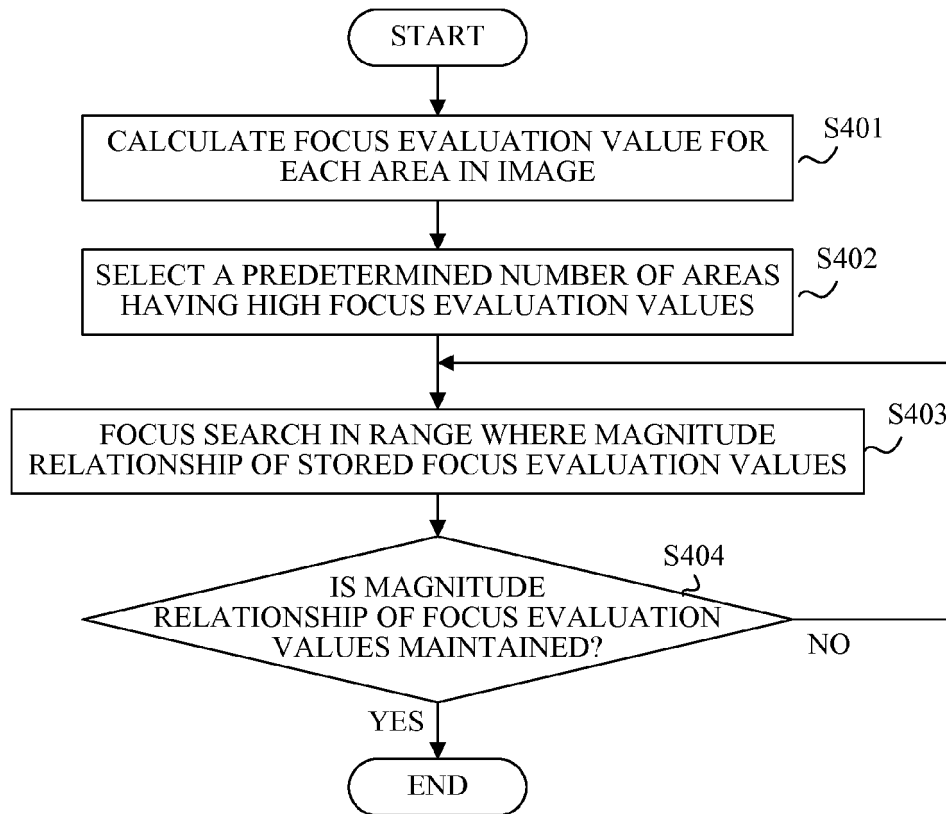 START
CALCULATE FOCUS EVALUATION VALUE FOR
EACH AREA IN IMAGE
S401
SELECT A PREDETERMINED NUMBER OF AREAS
HAVING HIGH FOCUS EVALUATION VALUES
S402
FOCUS SEARCH IN RANGE WHERE MAGNITUDE
RELATIONSHIP OF STORED FOCUS EVALUATION VALUES
S403
IS MAGNITUDE
RELATIONSHIP OF FOCUS EVALUATION
VALUES MAINTAINED?
S404
NO
YES
END